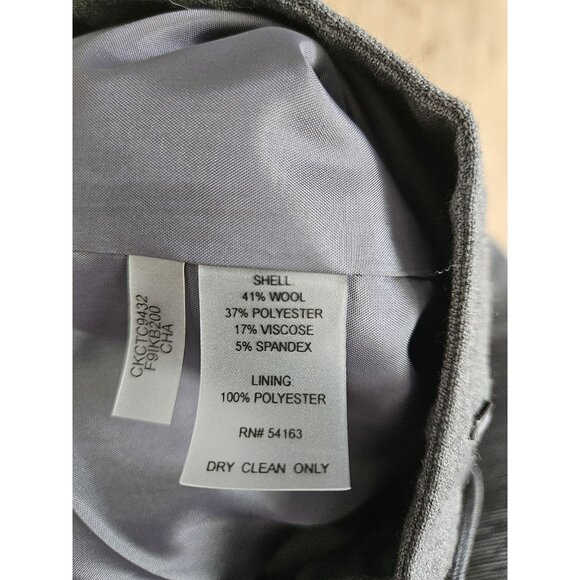 CKCTC9432
F9IKB200
CHA
SHELL
41% WOOL
37% POLYESTER
17% VISCOSE
5% SPANDEX
LINING
100% POLYESTER
RN# 54163
DRY CLEAN ONLY